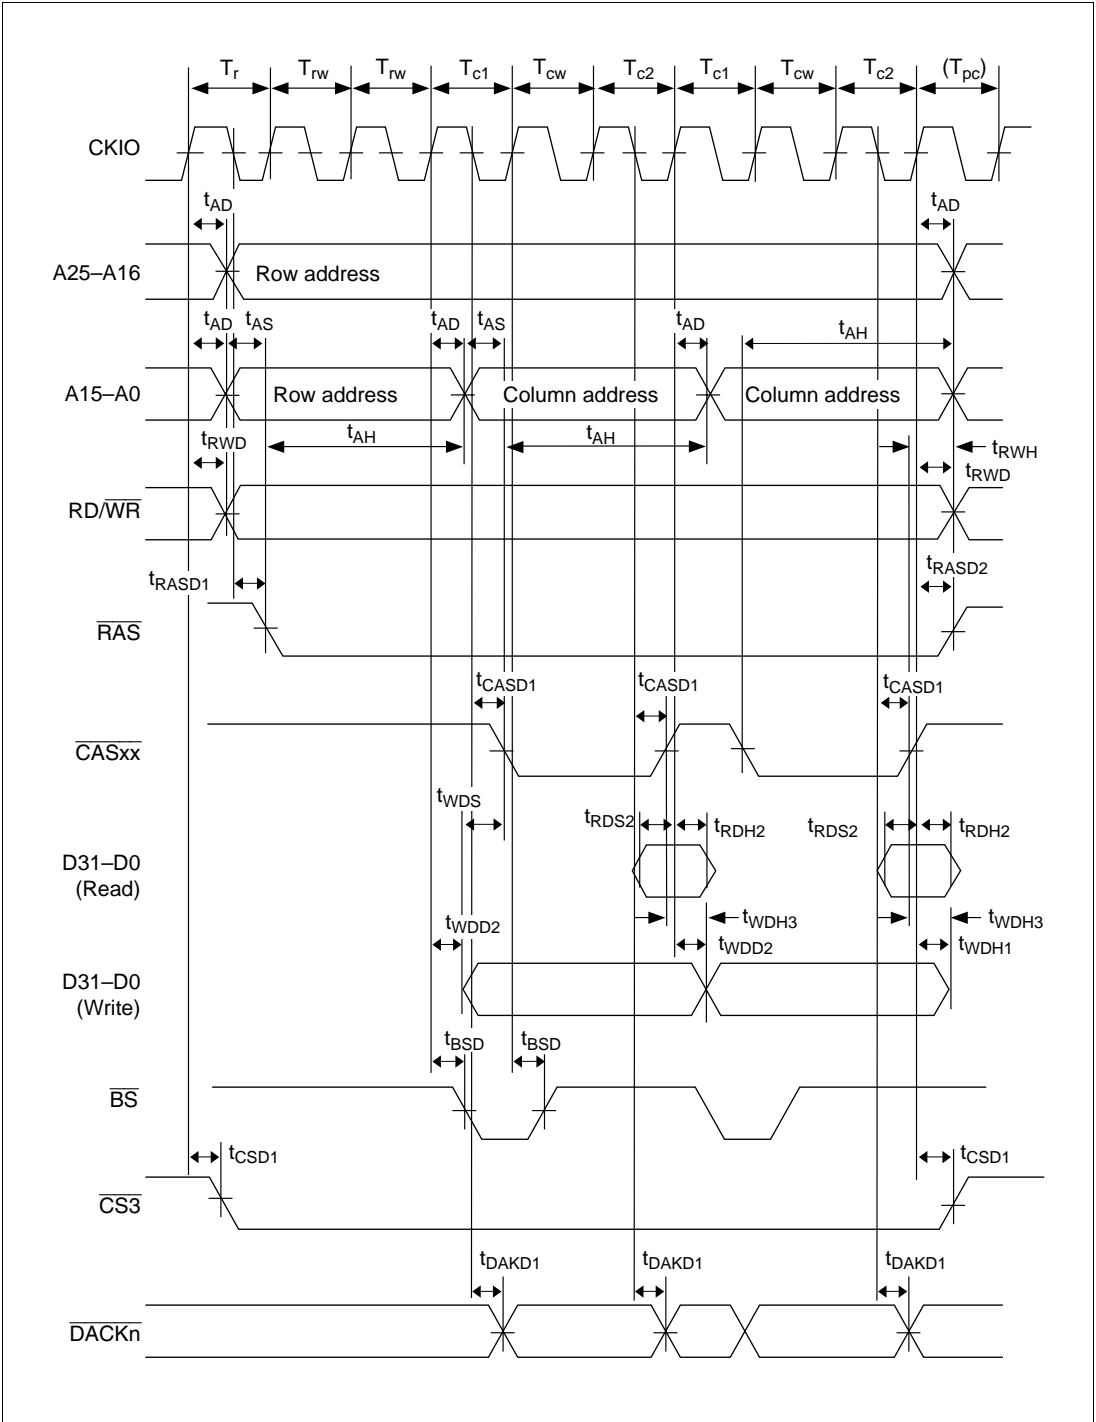 Tr Trw Trw Tc1 Tcw Tc2 Tc1 Tcw Tc2 (Tpc)
CKIO
tAD tAD
A25–A16 Row address
tAD tAS tAD tAS tAD tAH
A15–A0 Row address Column address Column address
tRWD tAH tAH tRWH
tRWD
RD/WR
tRASD1 tRASD2
RAS
tCASD1 tCASD1 tCASD1
CASxx
tWDS tRDS2 tRDH2 tRDS2 tRDH2
D31–D0
(Read)
tWDH3 tWDH3
tWDD2 tWDD2 tWDH1
D31–D0
(Write)
tBSD tBSD
BS
tCSD1 tCSD1
CS3
tDAKD1 tDAKD1 tDAKD1
DACKn